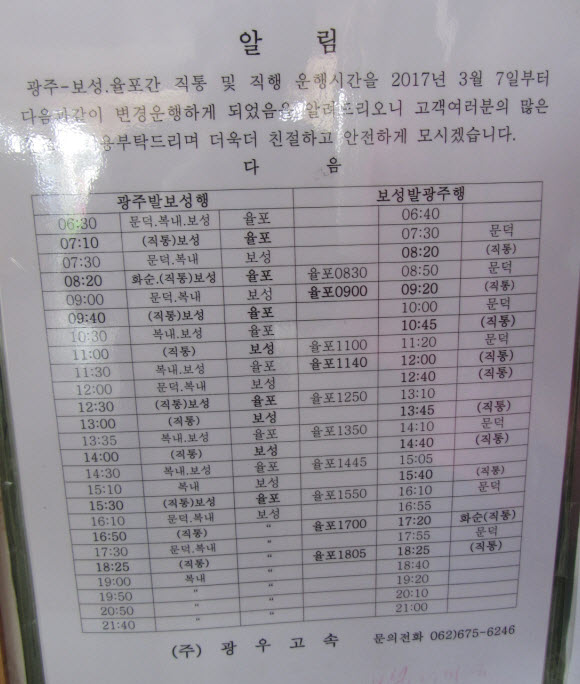 알 림
광주-보성.율포간 직통 및 직행 운행시간을 2017년 3월 7일부터
다음과같이 변경운행하게 되었음을 알려드리오니 고객여러분의 많은
부탁드리며 더욱더 친절하고 안전하게 모시겠습니다.
다 음
광주발보성행 보성발광주행
06:30 문덕.복내.보성 율포 06:40
07:10 (직통)보성 율포 07:30 문덕
07:30 문덕.복내 보성 08:20 (직통)
08:20 화순.(직통)보성 율포 율포0830 08:50 문덕
09:00 문덕.복내 보성 율포0900 09:20 (직통)
09:40 (직통)보성 율포 10:00 문덕
10:30 복내.보성 율포 10:45 (직통)
11:00 (직통) 보성 율포1100 11:20 문덕
11:30 복내.보성 율포 율포1140 12:00 (직통)
12:00 문덕.복내 보성 12:40 (직통)
12:30 (직통)보성 율포 율포1250 13:10
13:00 (직통) 보성 13:45 (직통)
13:35 복내.보성 율포 율포1350 14:10 문덕
14:00 (직통) 보성 14:40 (직통)
14:30 복내.보성 율포 율포1445 15:05
15:10 복내 보성 15:40 (직통)
15:30 (직통)보성 율포 율포1550 16:10 문덕
16:10 문덕.복내 보성 16:55
16:50 (직통) " 율포1700 17:20 화순(직통)
17:30 문덕.복내 " 17:55 문덕
18:25 (직통) " 율포1805 18:25 (직통)
19:00 복내 " 18:40
19:50 " " 19:20
20:50 " " 20:10
21:40 " " 21:00
(주) 광 우 고 속 문의전화 062)675-6246